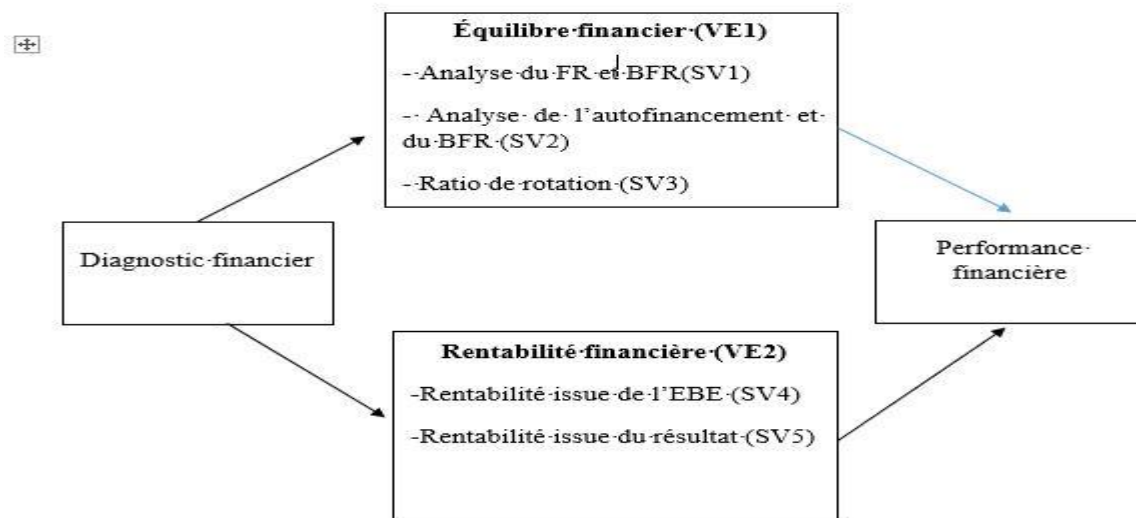 Équilibre·financier·(VE1)
-·Analyse·du·FR·et·BFR(SV1)
-·Analyse·de·l’autofinancement·et·
du·BFR·(SV2)
-·Ratio·de·rotation·(SV3)
Diagnostic·financier
Performance·
financière
Rentabilité·financière·(VE2)
-Rentabilité·issue·de·l’EBE·(SV4)
-Rentabilité·issue·du·résultat·(SV5)